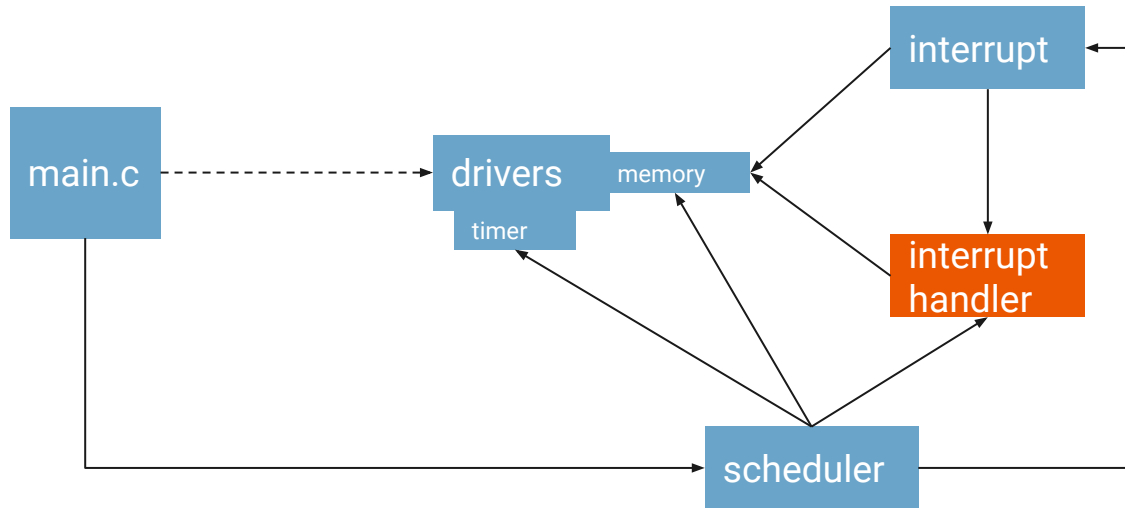 interrupt
main.c
drivers
memory
timer
interrupt
handler
scheduler